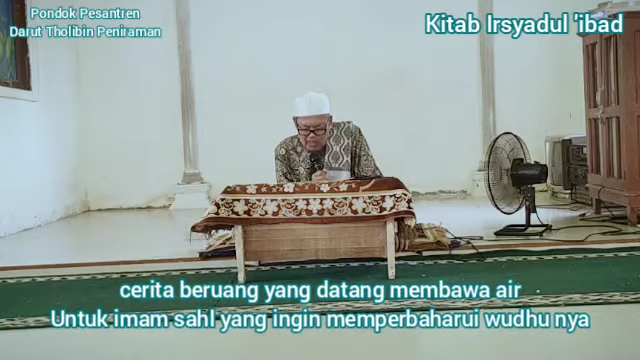 Pondok Pesantren
Darut Tholibin Peniraman
Kitab Irsyadul 'ibad
cerita beruang yang datang membawa air
Untuk imam sahl yang ingin memperbaharui wudhu nya